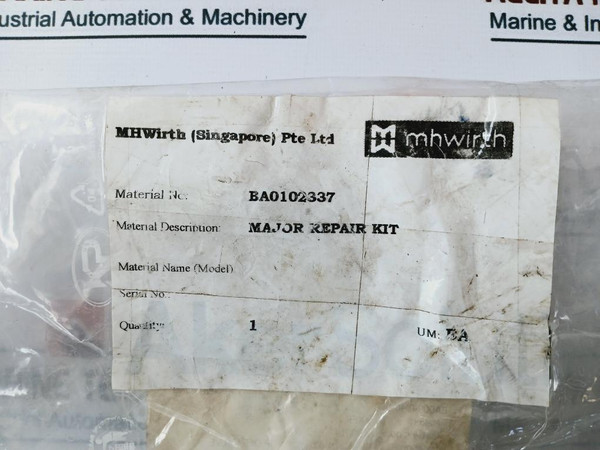 ustrial Automation & Machinery
Marine & In
MHWirth (Singapore) Pte Ltd
mhwirth
Material No: BA0102337
Material Description: MAJOR REPAIR KIT
Material Name (Model)
Serial No.:
Quantity: 1 UM: EA